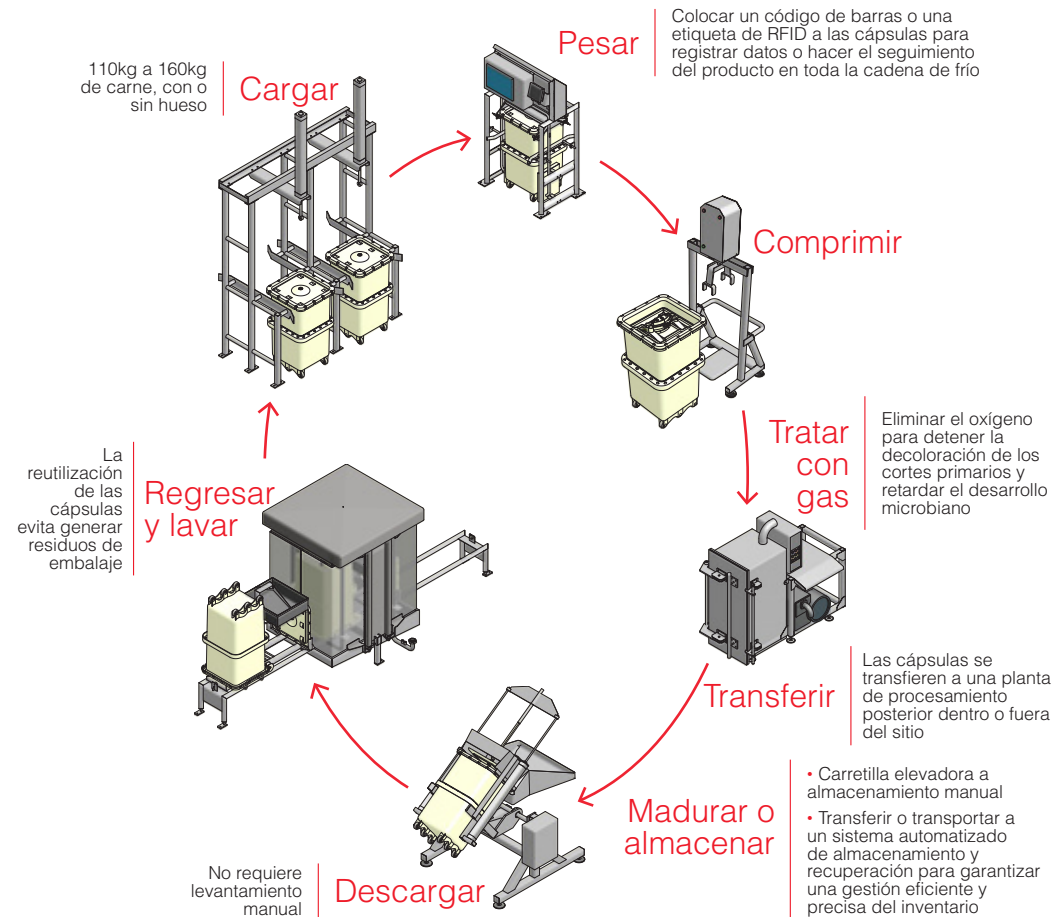 110kg a 160kg
de carne, con o
sin hueso
Cargar
Pesar
Colocar un código de barras o una
etiqueta de RFID a las cápsulas para
registrar datos o hacer el seguimiento
del producto en toda la cadena de frío
Comprimir
Tratar
con
gas
Eliminar el oxígeno
para detener la
decoloración de los
cortes primarios y
retardar el desarrollo
microbiano
Transferir
Las cápsulas se
transfieren a una planta
de procesamiento
posterior dentro o fuera
del sitio
Madurar o
almacenar
• Carretilla elevadora a
almacenamiento manual
• Transferir o transportar a
un sistema automatizado
de almacenamiento y
recuperación para garantizar
una gestión eficiente y
precisa del inventario
No requiere
levantamiento
manual
Descargar
La
reutilización
de las
cápsulas
evita generar
residuos de
embalaje
Regresar
y lavar